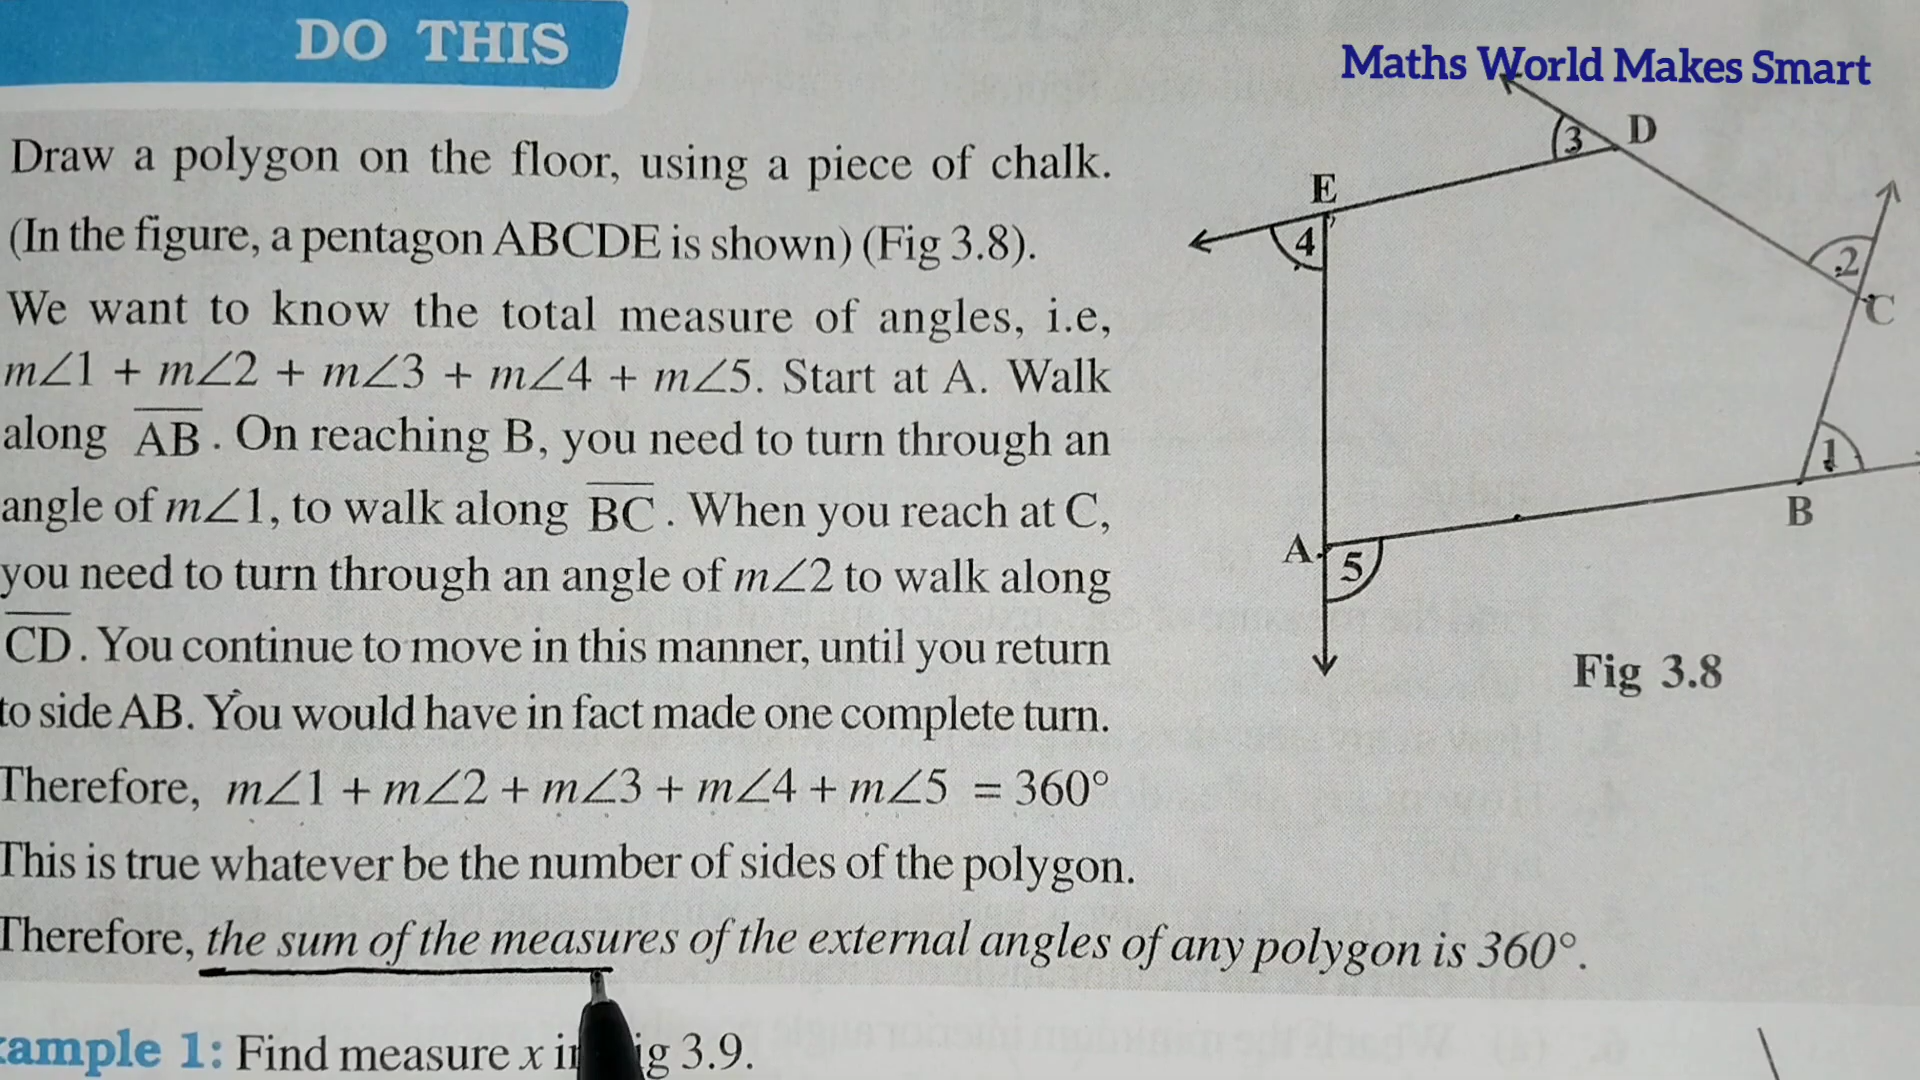 DO THIS
Maths World Makes Smart
Draw a polygon on the floor, using a piece of chalk.
(In the figure, a pentagon ABCDE is shown) (Fig 3.8).
We want to know the total measure of angles, i.e,
m∠1 + m∠2 + m∠3 + m∠4 + m∠5. Start at A. Walk
along A̅B̅. On reaching B, you need to turn through an
angle of m∠1, to walk along B̅C̅. When you reach at C,
you need to turn through an angle of m∠2 to walk along
C̅D̅. You continue to move in this manner, until you return
to side AB. You would have in fact made one complete turn.
Therefore, m∠1 + m∠2 + m∠3 + m∠4 + m∠5 = 360°
This is true whatever be the number of sides of the polygon.
Therefore, the sum of the measures of the external angles of any polygon is 360°.
ample 1: Find measure x in ig 3.9.
3 D
E
4
2
C
1
B
A
5
Fig 3.8